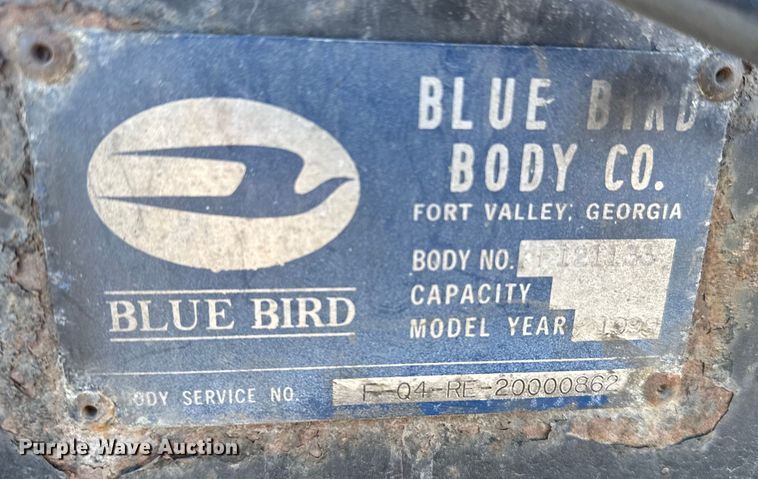 BLUE BIRD
BODY CO.
FORT VALLEY, GEORGIA
BODY NO.
CAPACITY
MODEL YEAR
BLUE BIRD
BODY SERVICE NO. F-Q4-RE-20000862
Purple Wave Auction